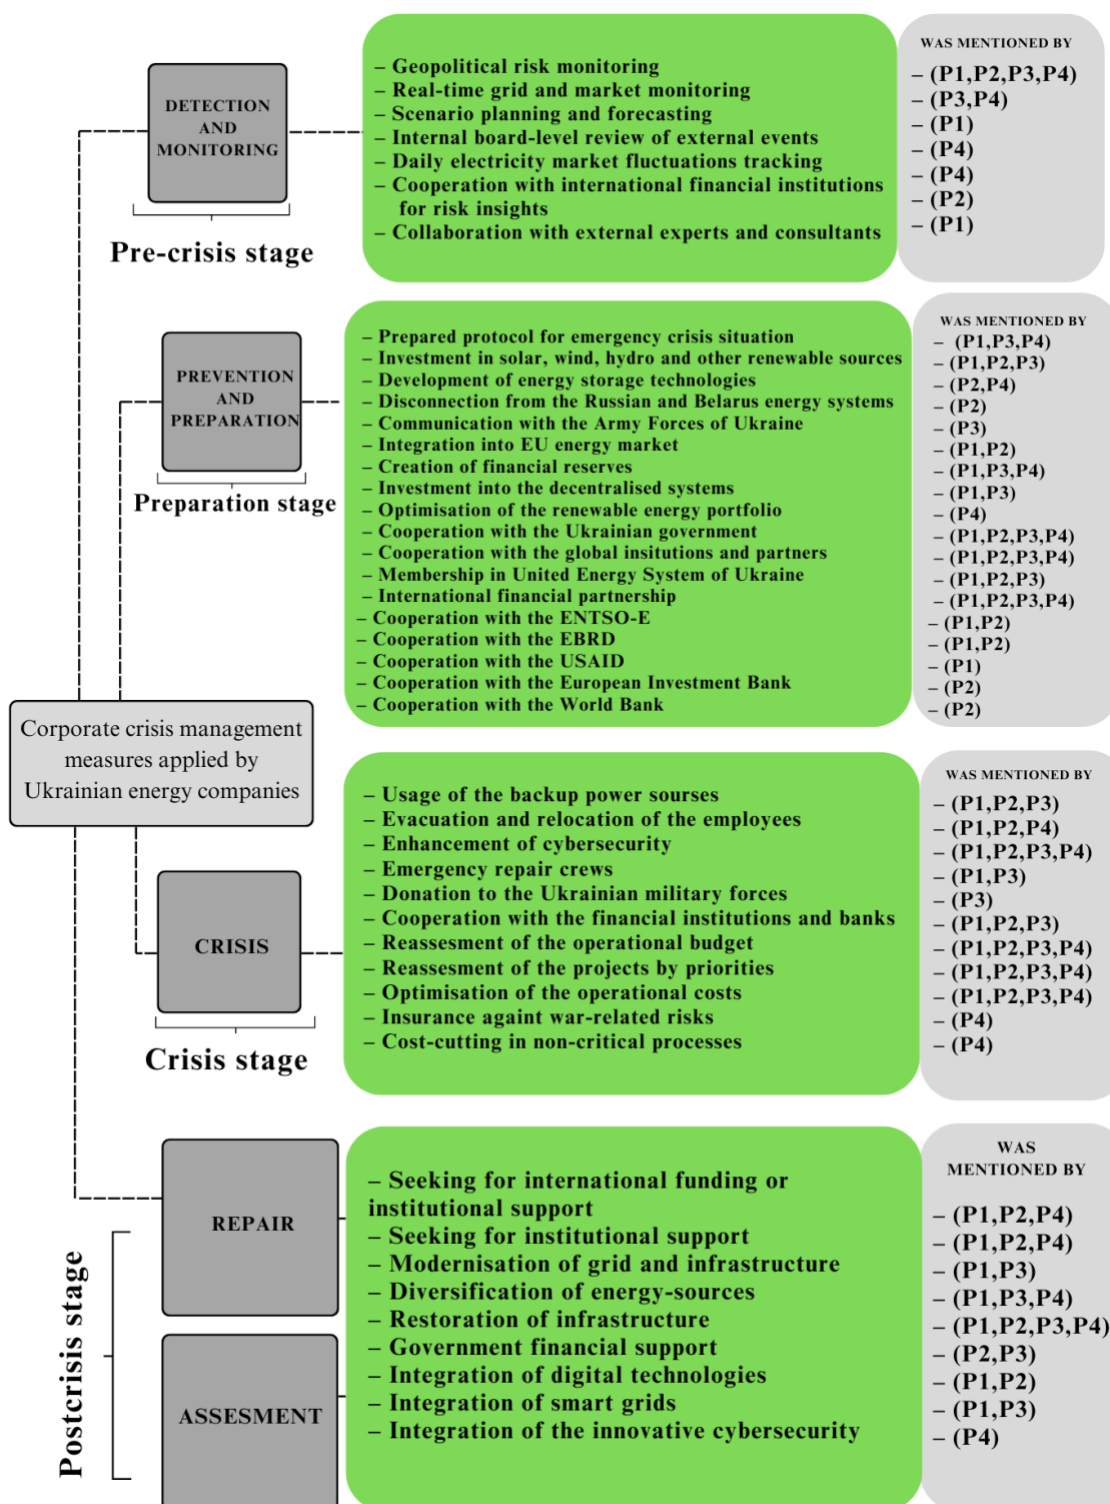 WAS MENTIONED BY
DETECTION
AND
MONITORING
Pre-crisis stage
– Geopolitical risk monitoring
– Real-time grid and market monitoring
– Scenario planning and forecasting
– Internal board-level review of external events
– Daily electricity market fluctuations tracking
– Cooperation with international financial institutions
for risk insights
– Collaboration with external experts and consultants
– (P1,P2,P3,P4)
– (P3,P4)
– (P1)
– (P4)
– (P4)
– (P2)
– (P1)
PREVENTION
AND
PREPARATION
Preparation stage
– Prepared protocol for emergency crisis situation
– Investment in solar, wind, hydro and other renewable sources
– Development of energy storage technologies
– Disconnection from the Russian and Belarus energy systems
– Communication with the Army Forces of Ukraine
– Integration into EU energy market
– Creation of financial reserves
– Investment into the decentralised systems
– Optimisation of the renewable energy portfolio
– Cooperation with the Ukrainian government
– Cooperation with the global insitutions and partners
– Membership in United Energy System of Ukraine
– International financial partnership
– Cooperation with the ENTSO-E
– Cooperation with the EBRD
– Cooperation with the USAID
– Cooperation with the European Investment Bank
– Cooperation with the World Bank
WAS MENTIONED BY
– (P1,P3,P4)
– (P1,P2,P3)
– (P2,P4)
– (P2)
– (P3)
– (P1,P2)
– (P1,P3,P4)
– (P1,P3)
– (P4)
– (P1,P2,P3,P4)
– (P1,P2,P3,P4)
– (P1,P2,P3)
– (P1,P2,P3,P4)
– (P1,P2)
– (P1,P2)
– (P1)
– (P2)
– (P2)
Corporate crisis management
measures applied by
Ukrainian energy companies
CRISIS
Crisis stage
– Usage of the backup power sourses
– Evacuation and relocation of the employees
– Enhancement of cybersecurity
– Emergency repair crews
– Donation to the Ukrainian military forces
– Cooperation with the financial institutions and banks
– Reassesment of the operational budget
– Reassesment of the projects by priorities
– Optimisation of the operational costs
– Insurance againt war-related risks
– Cost-cutting in non-critical processes
WAS MENTIONED BY
– (P1,P2,P3)
– (P1,P2,P4)
– (P1,P2,P3,P4)
– (P1,P3)
– (P3)
– (P1,P2,P3)
– (P1,P2,P3,P4)
– (P1,P2,P3,P4)
– (P1,P2,P3,P4)
– (P4)
– (P4)
Postcrisis stage
REPAIR
ASSESMENT
– Seeking for international funding or
institutional support
– Seeking for institutional support
– Modernisation of grid and infrastructure
– Diversification of energy-sources
– Restoration of infrastructure
– Government financial support
– Integration of digital technologies
– Integration of smart grids
– Integration of the innovative cybersecurity
WAS
MENTIONED BY
– (P1,P2,P4)
– (P1,P2,P4)
– (P1,P3)
– (P1,P3,P4)
– (P1,P2,P3,P4)
– (P2,P3)
– (P1,P2)
– (P1,P3)
– (P4)